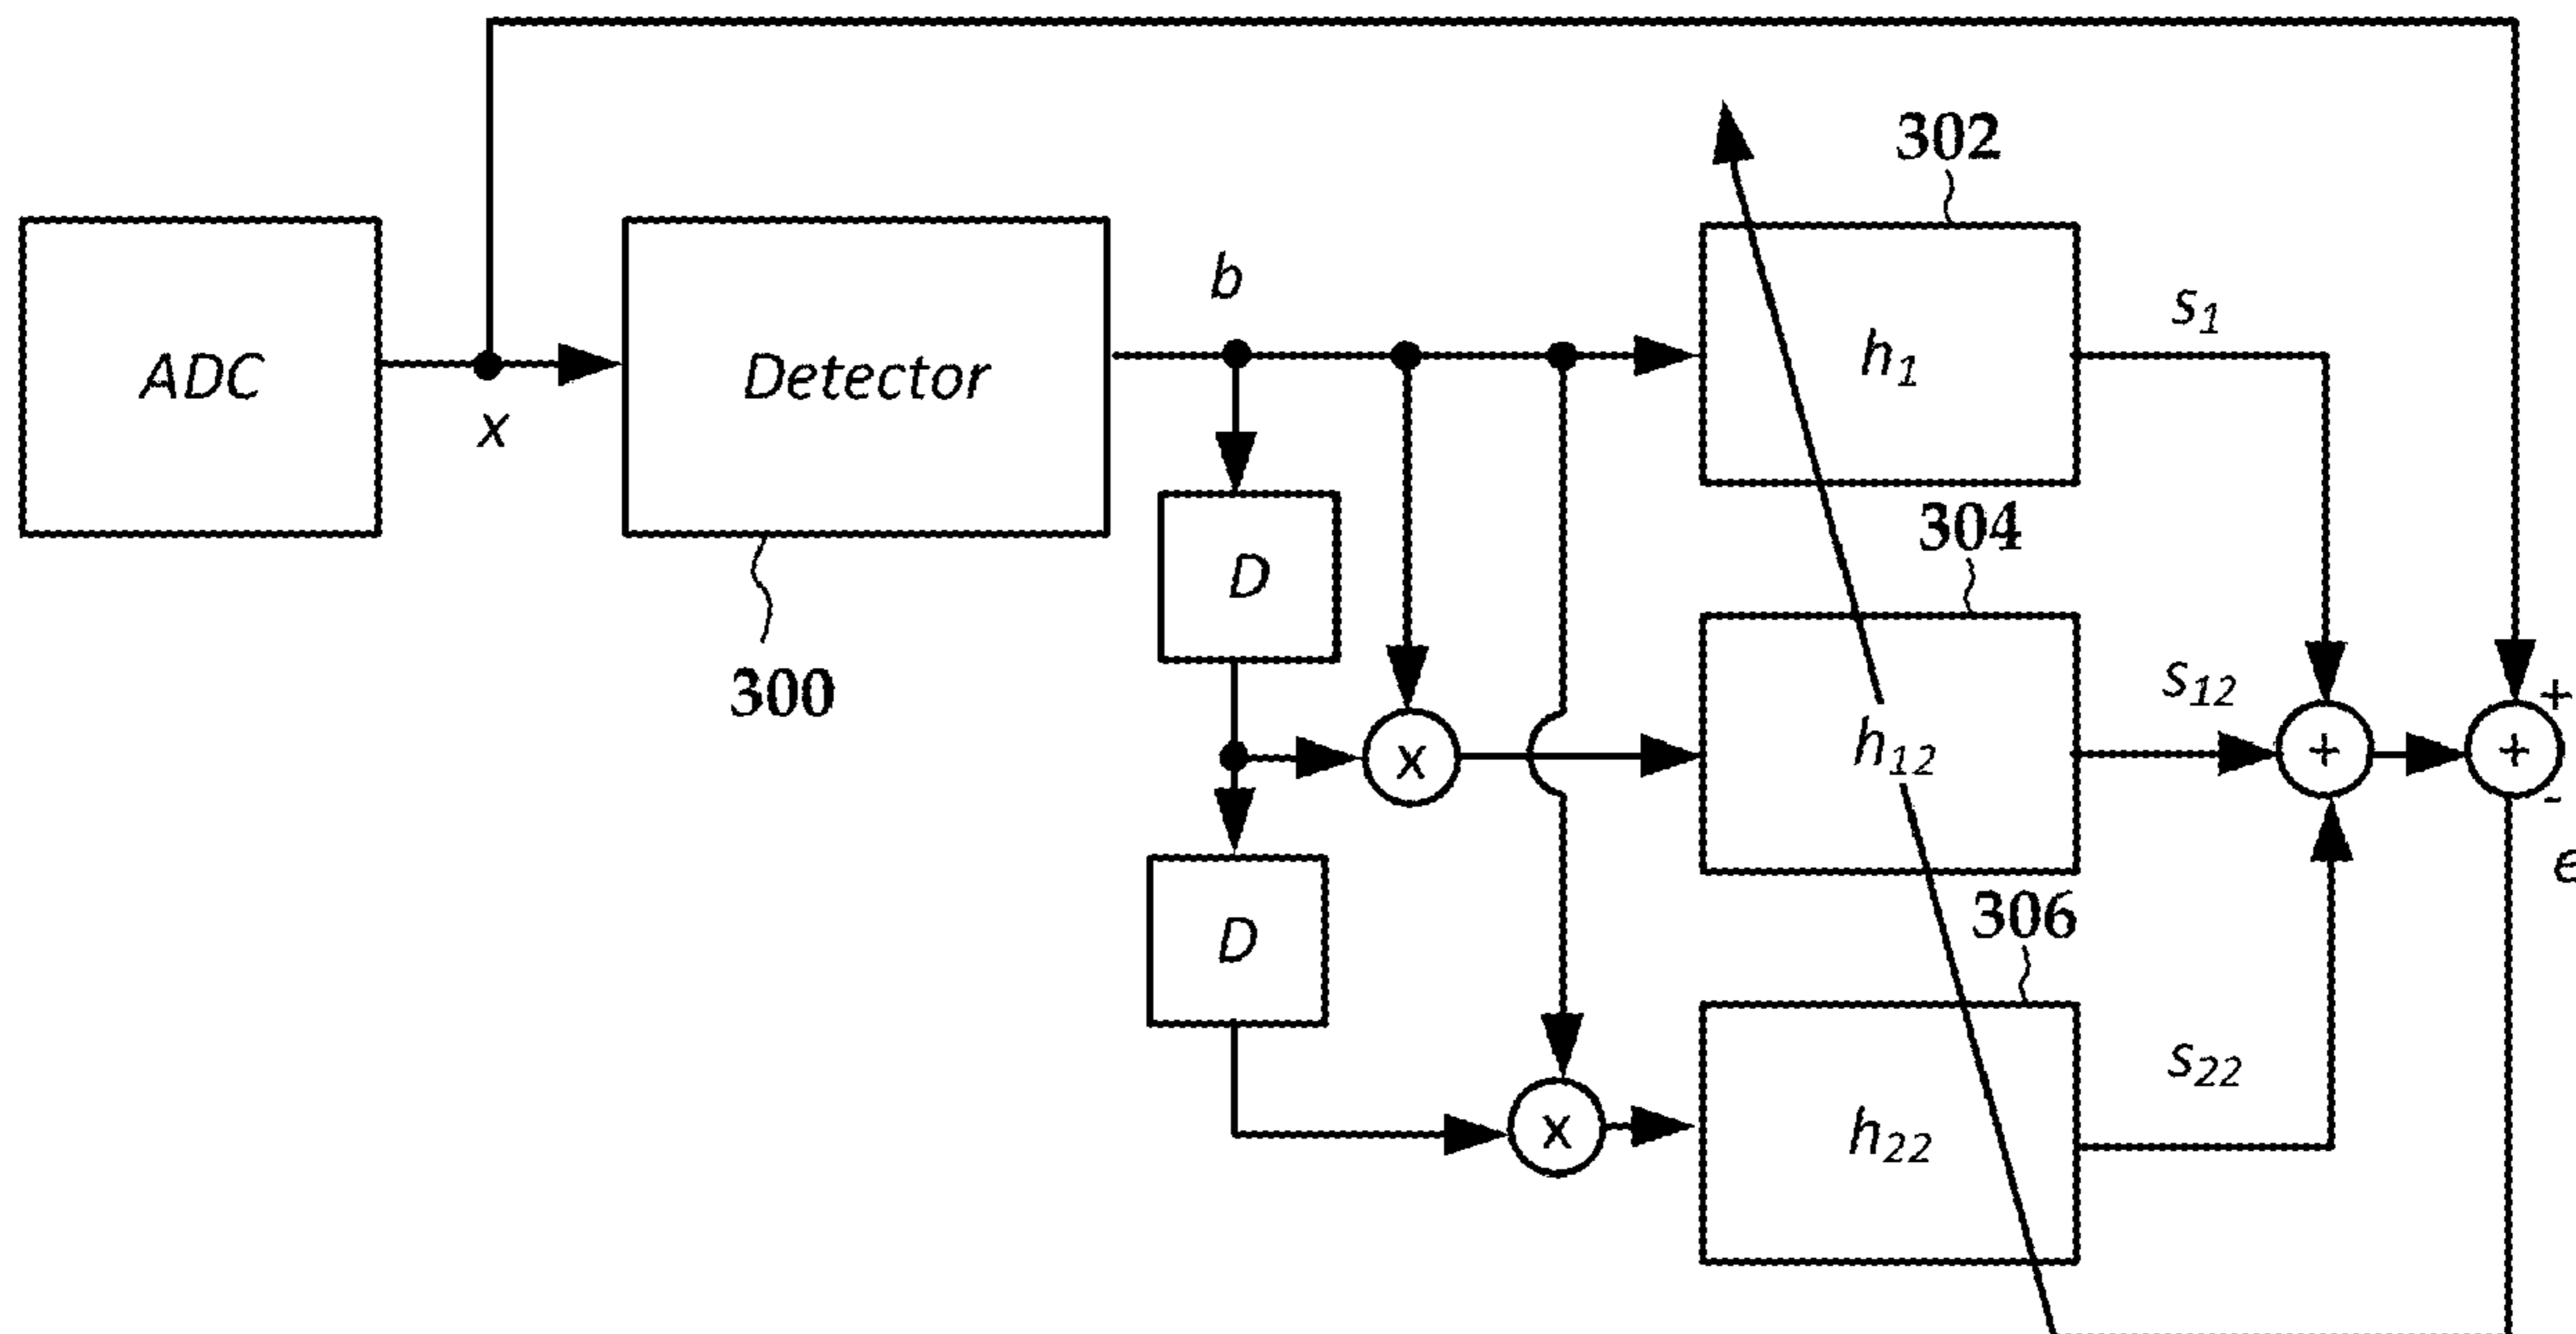 302
b
s1
ADC
x
Detector
h1
304
D
300
s12
x
h12
+
+
+
-
e
306
D
s22
x
h22